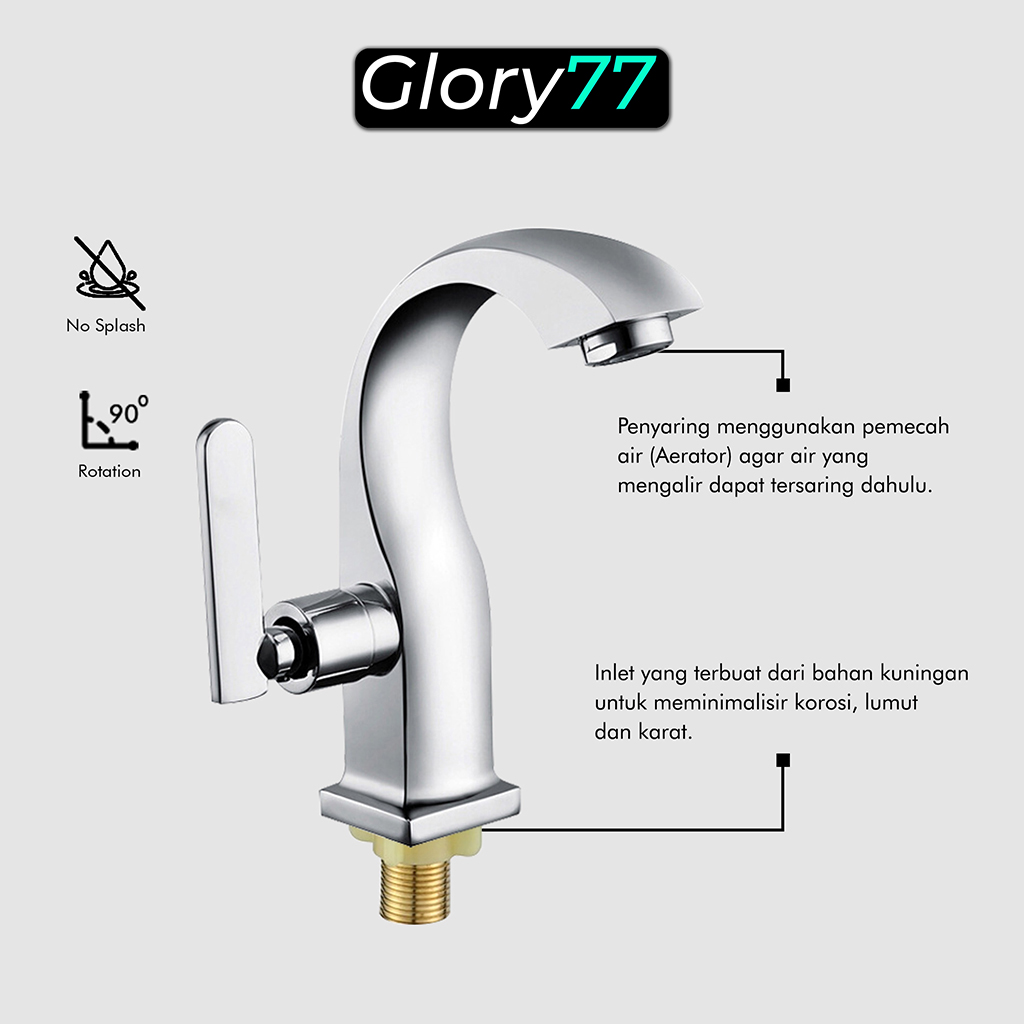 Glory77
No Splash
90°
Rotation
Penyaring menggunakan pemecah
air (Aerator) agar air yang
mengalir dapat tersaring dahulu.
Inlet yang terbuat dari bahan kuningan
untuk meminimalisir korosi, lumut
dan karat.